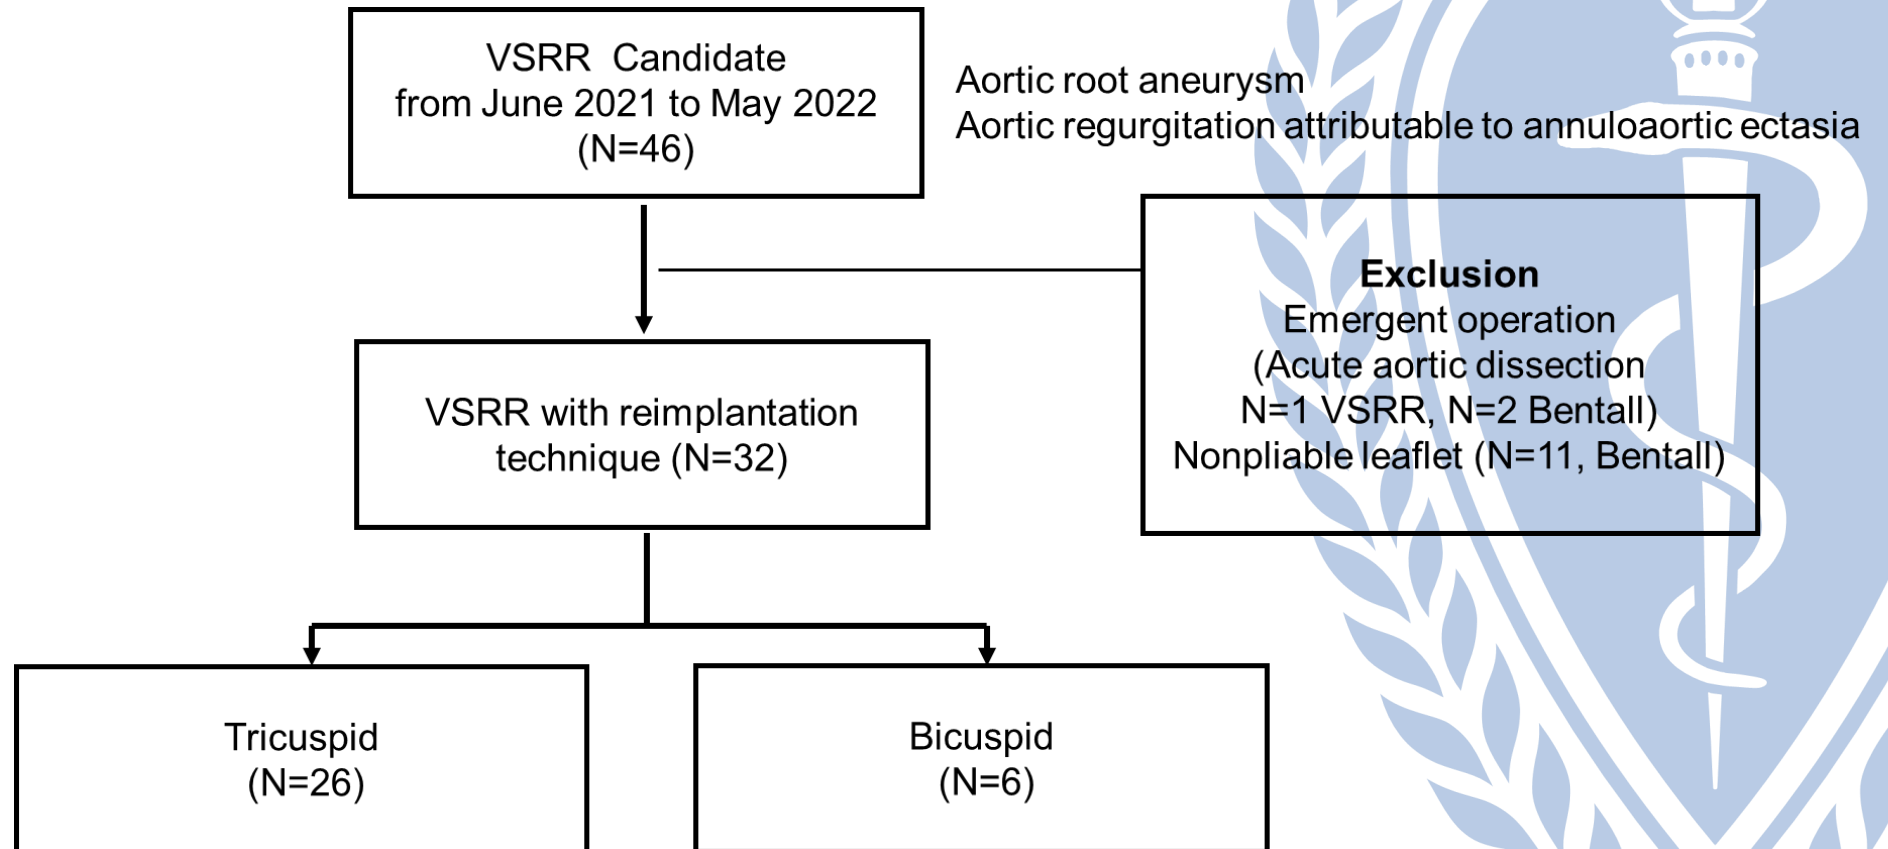 VSRR Candidate
from June 2021 to May 2022
(N=46)
Aortic root aneurysm
Aortic regurgitation attributable to annuloaortic ectasia
Exclusion
Emergent operation
(Acute aortic dissection
N=1 VSRR, N=2 Bentall)
Nonpliable leaflet (N=11, Bentall)
VSRR with reimplantation
technique (N=32)
Tricuspid
(N=26)
Bicuspid
(N=6)